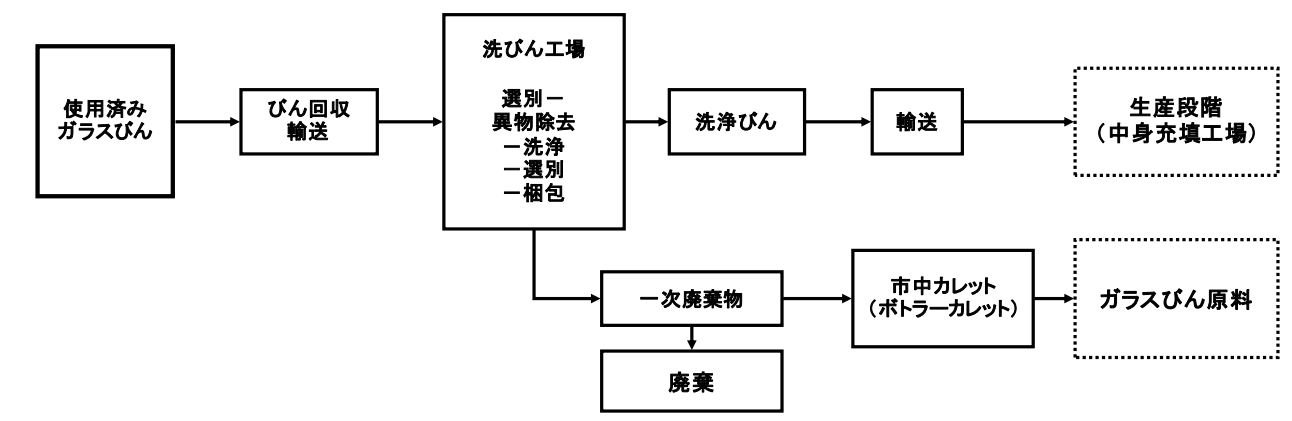 使用済み
ガラスびん
びん回収
輸送
洗びん工場
選別－
異物除去
－洗浄
－選別
－梱包
洗浄びん
輸送
生産段階
（中身充填工場）
一次廃棄物
廃棄
市中カレット
（ボトラーカレット）
ガラスびん原料